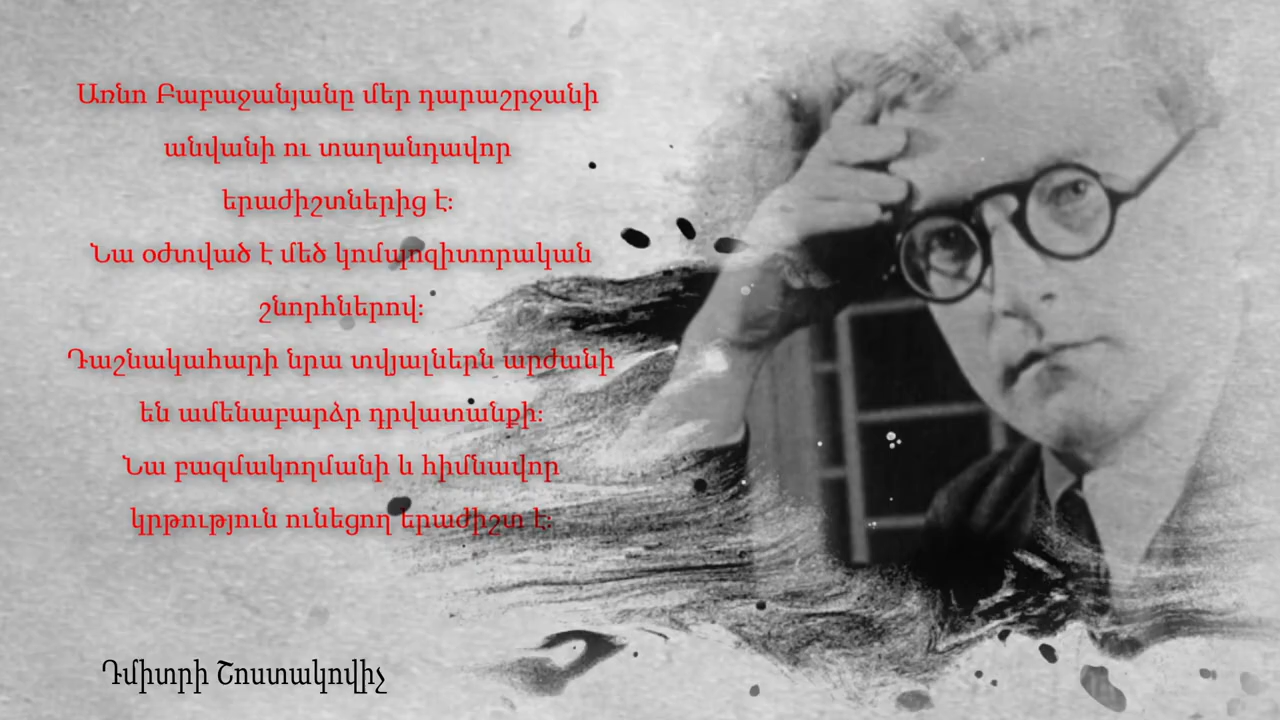 Առնո Բաբաջանյանը մեր դարաշրջանի
անվանի ու տաղանդավոր
երաժիշտներից է։
Նա օժտված է մեծ կոմպոզիտորական
շնորհներով։
Դաշնակահարի նրա տվյալներն արժանի
են ամենաբարձր դրվատանքի։
Նա բազմակողմանի և հիմնավոր
կրթություն ունեցող երաժիշտ է։
Դմիտրի Շոստակովիչ